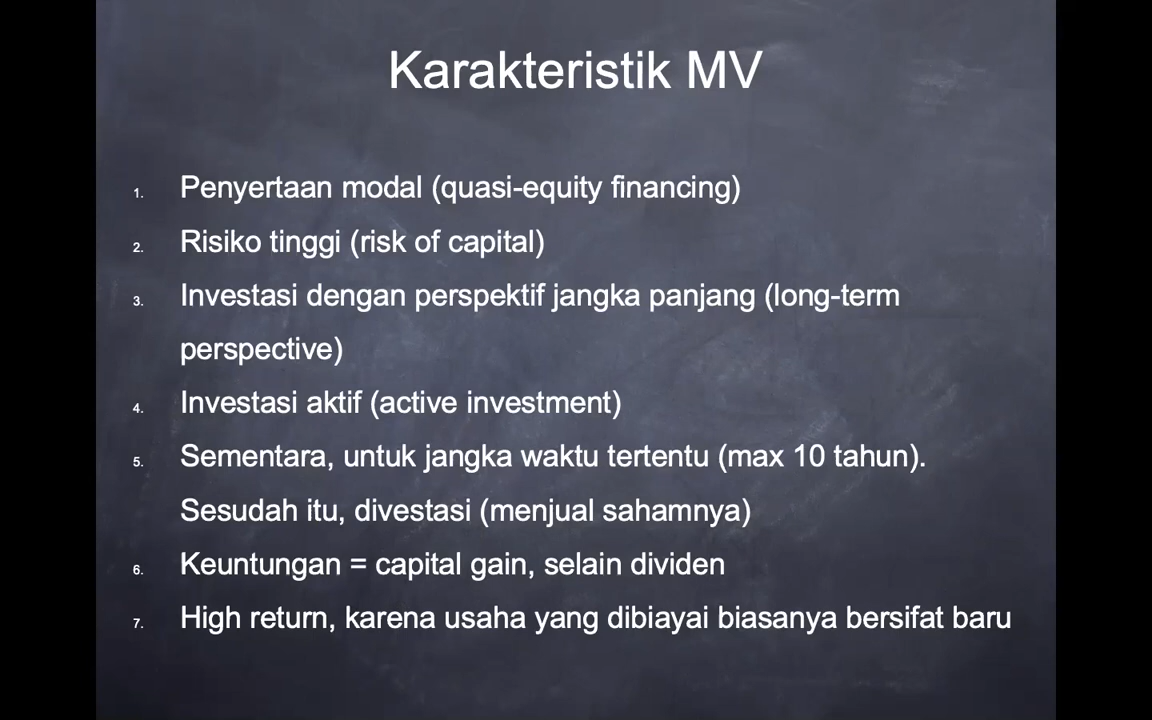 Karakteristik MV
1. Penyertaan modal (quasi-equity financing)
2. Risiko tinggi (risk of capital)
3. Investasi dengan perspektif jangka panjang (long-term
perspective)
4. Investasi aktif (active investment)
5. Sementara, untuk jangka waktu tertentu (max 10 tahun).
Sesudah itu, divestasi (menjual sahamnya)
6. Keuntungan = capital gain, selain dividen
7. High return, karena usaha yang dibiayai biasanya bersifat baru